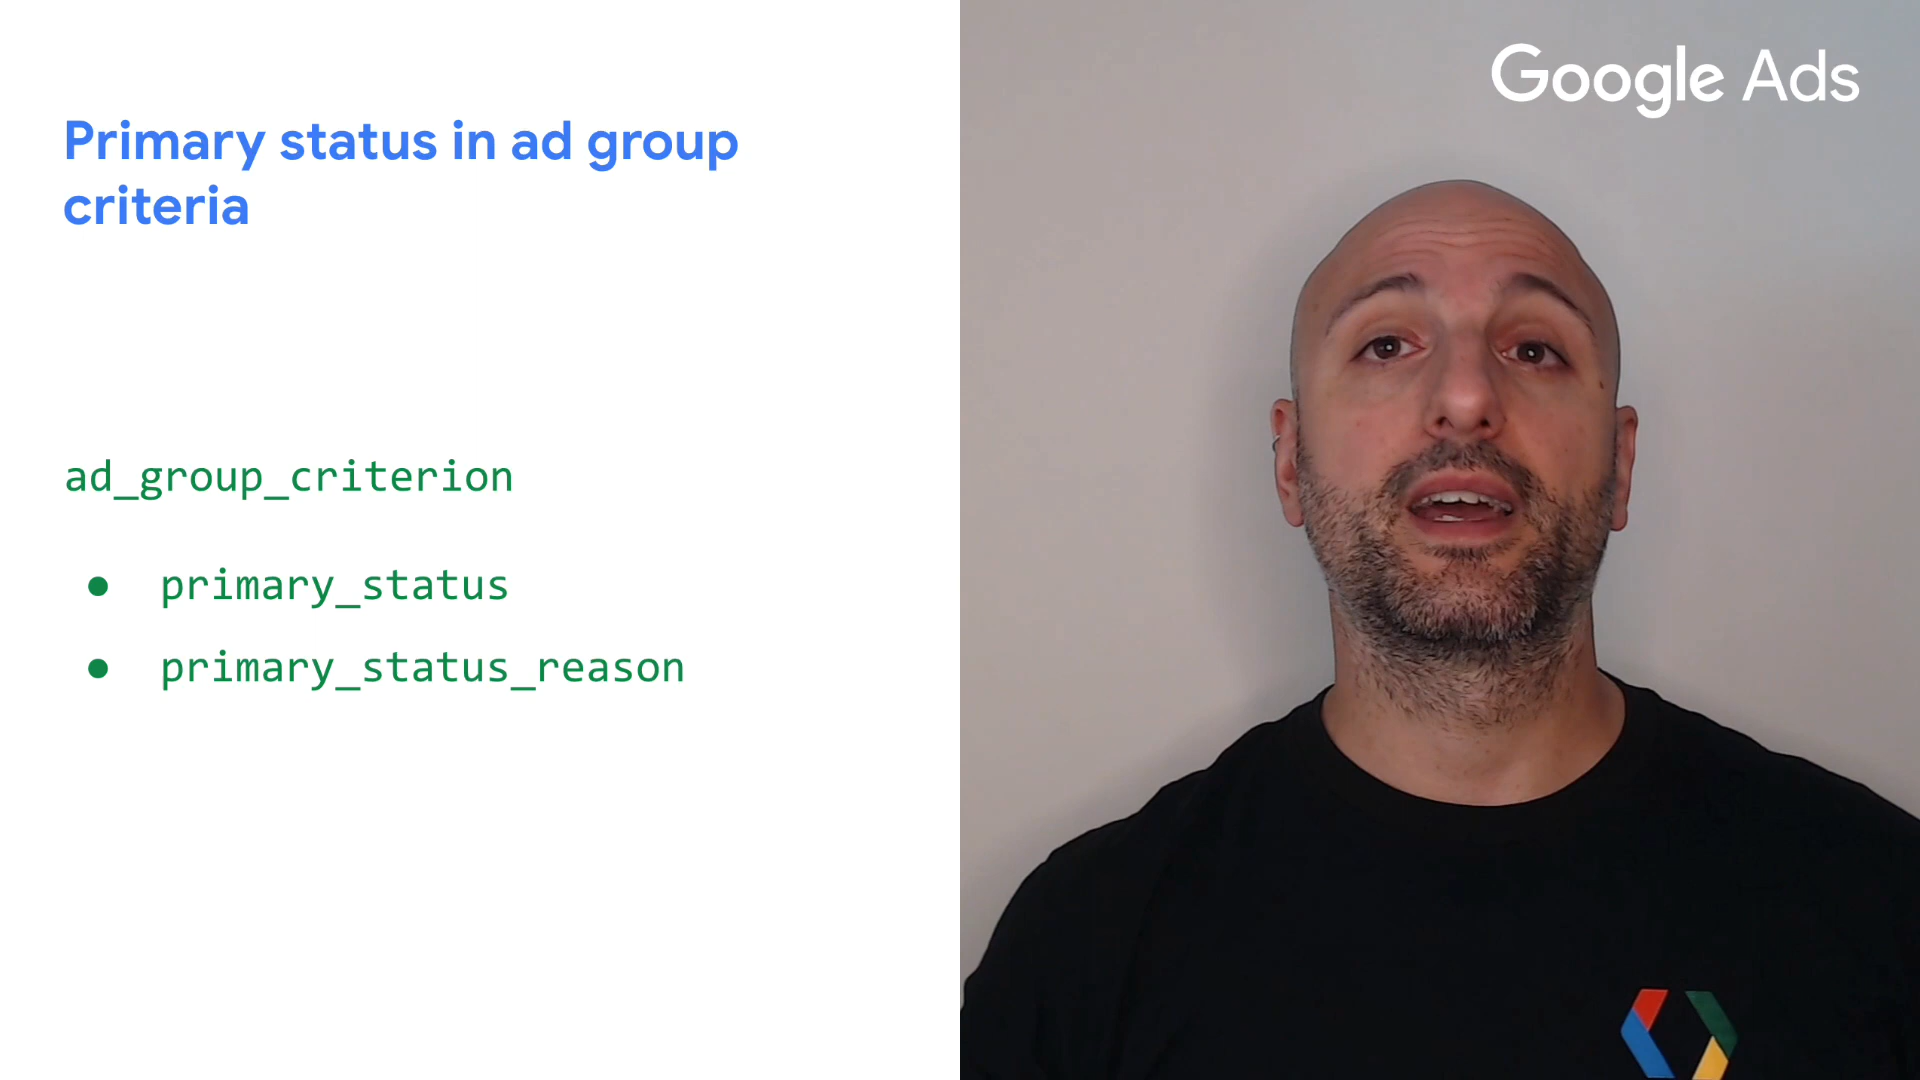 Primary status in ad group
criteria
ad_group_criterion
● primary_status
● primary_status_reason
Google Ads